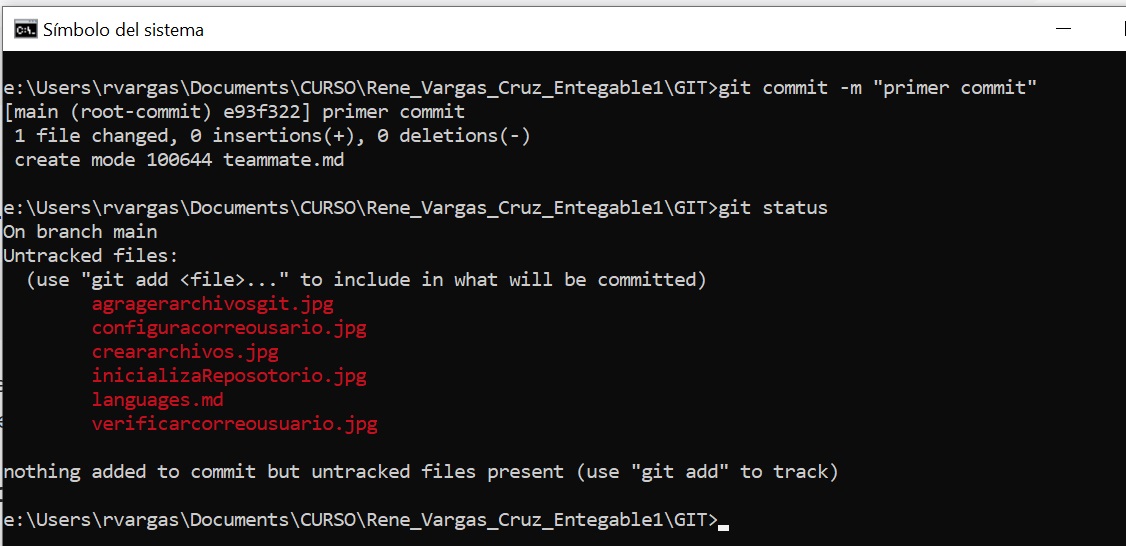 Símbolo del sistema
e:\Users\rvargas\Documents\CURSO\Rene_Vargas_Cruz_Entegable1\GIT>git commit -m "primer commit"
[main (root-commit) e93f322] primer commit
 1 file changed, 0 insertions(+), 0 deletions(-)
 create mode 100644 teammate.md
e:\Users\rvargas\Documents\CURSO\Rene_Vargas_Cruz_Entegable1\GIT>git status
On branch main
Untracked files:
  (use "git add <file>..." to include in what will be committed)
        agragerarchivosgit.jpg
        configuracorreousario.jpg
        creararchivos.jpg
        inicializaReposotorio.jpg
        languages.md
        verificarcorreousuario.jpg
nothing added to commit but untracked files present (use "git add" to track)
e:\Users\rvargas\Documents\CURSO\Rene_Vargas_Cruz_Entegable1\GIT>